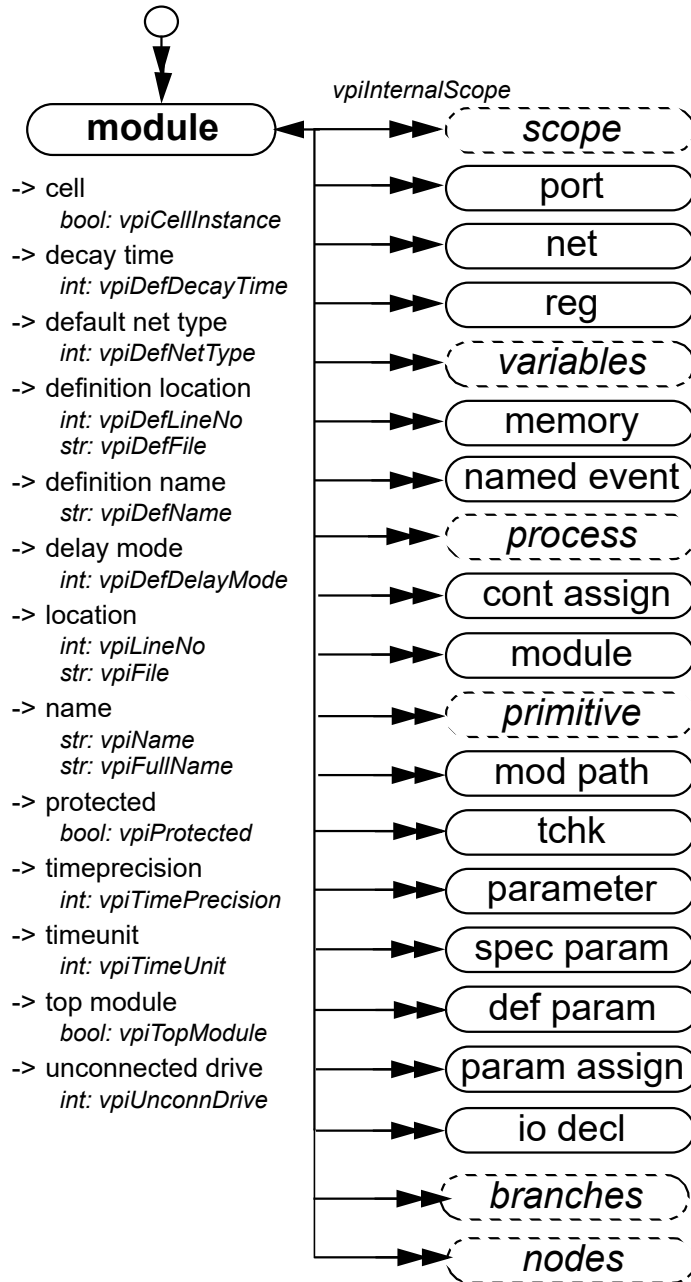 vpiInternalScope
module
-> cell
bool: vpiCellInstance
-> decay time
int: vpiDefDecayTime
-> default net type
int: vpiDefNetType
-> definition location
int: vpiDefLineNo
str: vpiDefFile
-> definition name
str: vpiDefName
-> delay mode
int: vpiDefDelayMode
-> location
int: vpiLineNo
str: vpiFile
-> name
str: vpiName
str: vpiFullName
-> protected
bool: vpiProtected
-> timeprecision
int: vpiTimePrecision
-> timeunit
int: vpiTimeUnit
-> top module
bool: vpiTopModule
-> unconnected drive
int: vpiUnconnDrive
scope
port
net
reg
variables
memory
named event
process
cont assign
module
primitive
mod path
tchk
parameter
spec param
def param
param assign
io decl
branches
nodes